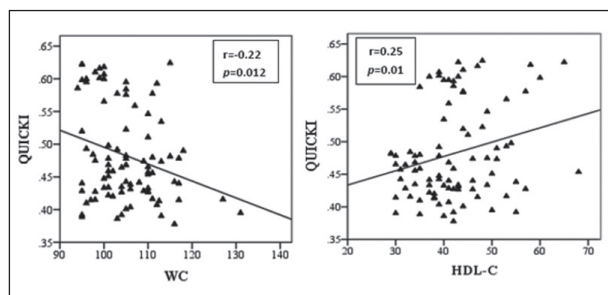 r=-0.22
p=0.012
.65
.60
.55
.50
.45
.40
.35
QUICKI
90 100 110 120 130 140
WC
r=0.25
p=0.01
.65
.60
.55
.50
.45
.40
.35
QUICKI
20 30 40 50 60 70
HDL-C